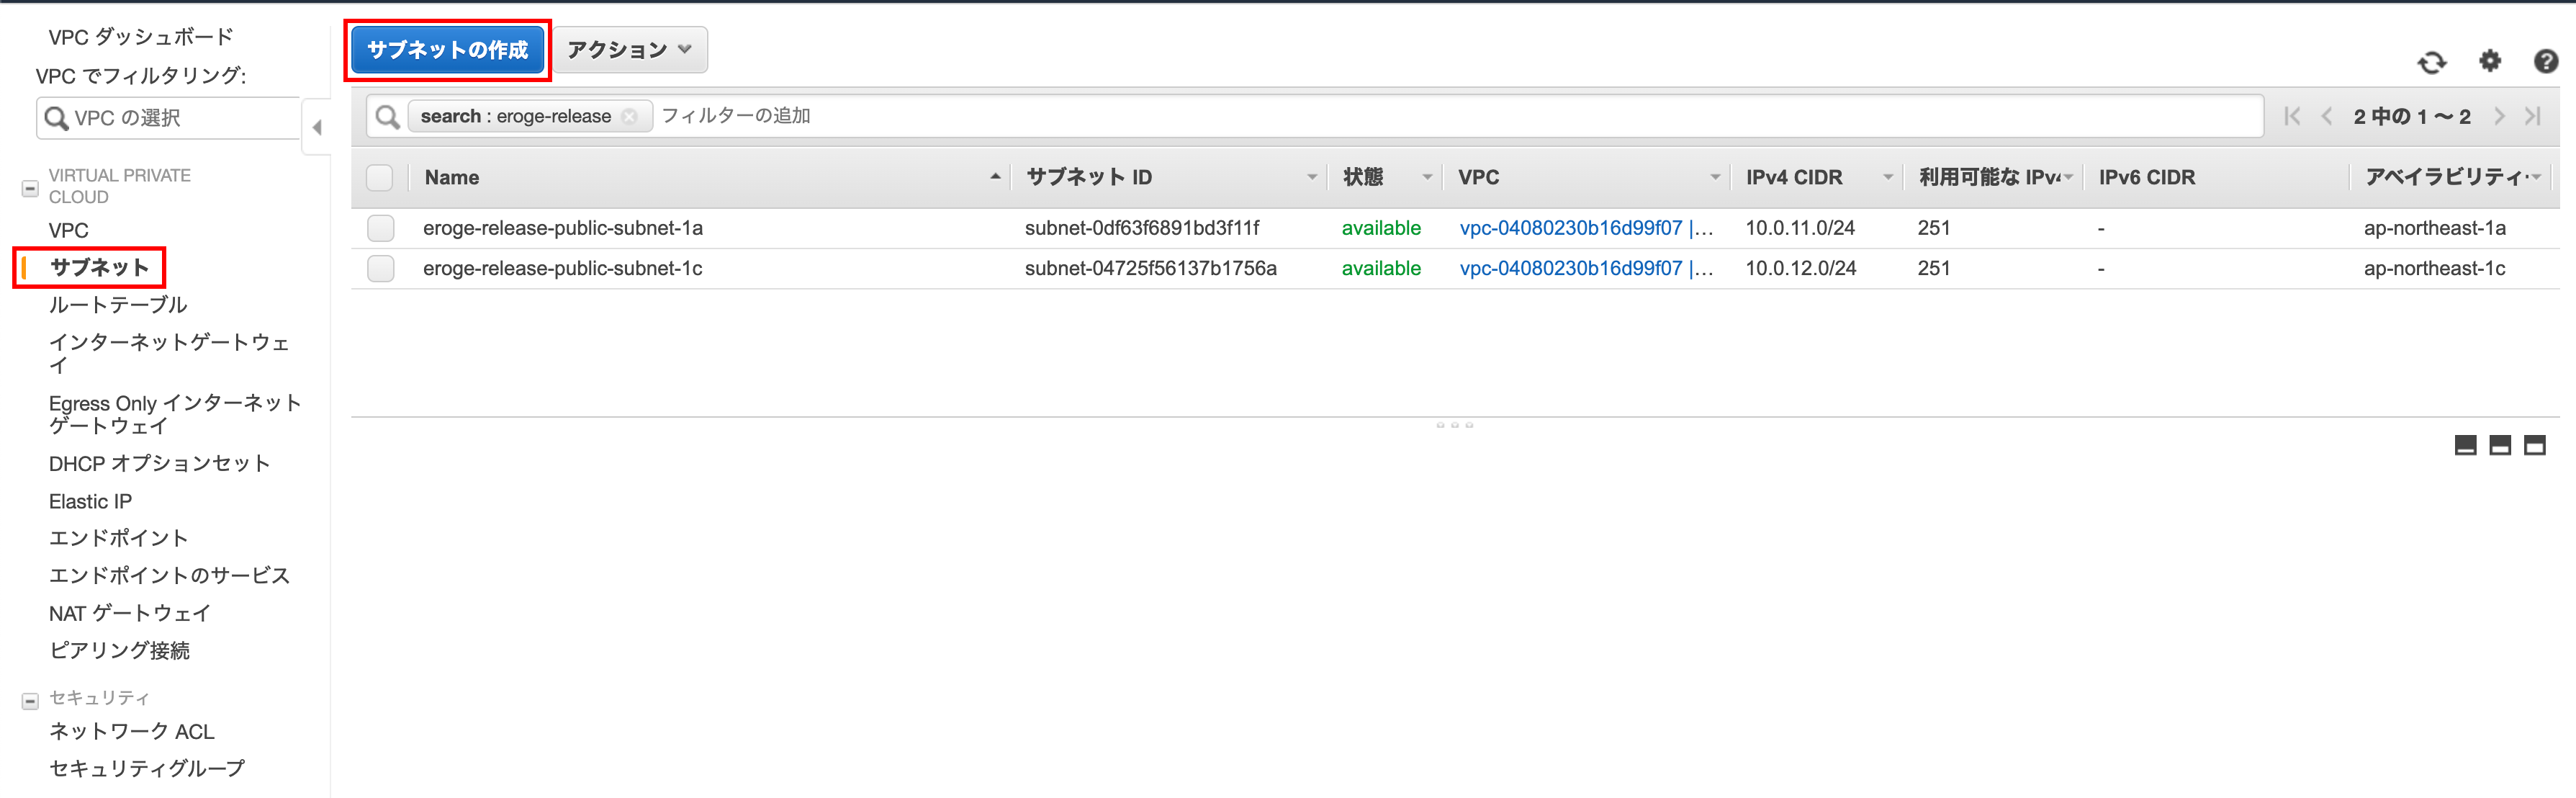 VPC ダッシュボード
VPC でフィルタリング:
VPC の選択
VIRTUAL PRIVATE
CLOUD
VPC
サブネット
ルートテーブル
インターネットゲートウェ
イ
Egress Only インターネット
ゲートウェイ
DHCP オプションセット
Elastic IP
エンドポイント
エンドポイントのサービス
NAT ゲートウェイ
ピアリング接続
セキュリティ
ネットワーク ACL
セキュリティグループ
サブネットの作成 アクション
search : eroge-release フィルターの追加 2 中の 1 〜 2
Name サブネット ID 状態 VPC IPv4 CIDR 利用可能な IPv4 IPv6 CIDR アベイラビリティ
eroge-release-public-subnet-1a subnet-0df63f6891bd3f11f available vpc-04080230b16d99f07 |... 10.0.11.0/24 251 - ap-northeast-1a
eroge-release-public-subnet-1c subnet-04725f56137b1756a available vpc-04080230b16d99f07 |... 10.0.12.0/24 251 - ap-northeast-1c